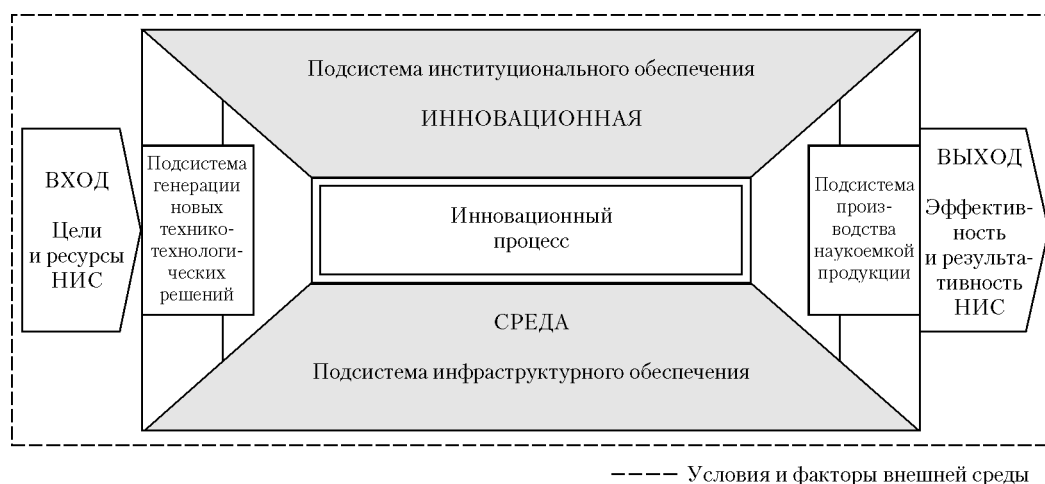 Подсистема институционального обеспечения
ИННОВАЦИОННАЯ
ВХОД
Цели
и ресурсы
НИС
Подсистема
генерации
новых
технико-
технологи-
ческих
решений
Инновационный
процесс
Подсистема
произ-
водства
наукоемкой
продукции
ВЫХОД
Эффектив-
ность
и результа-
тивность
НИС
СРЕДА
Подсистема инфраструктурного обеспечения
Условия и факторы внешней среды